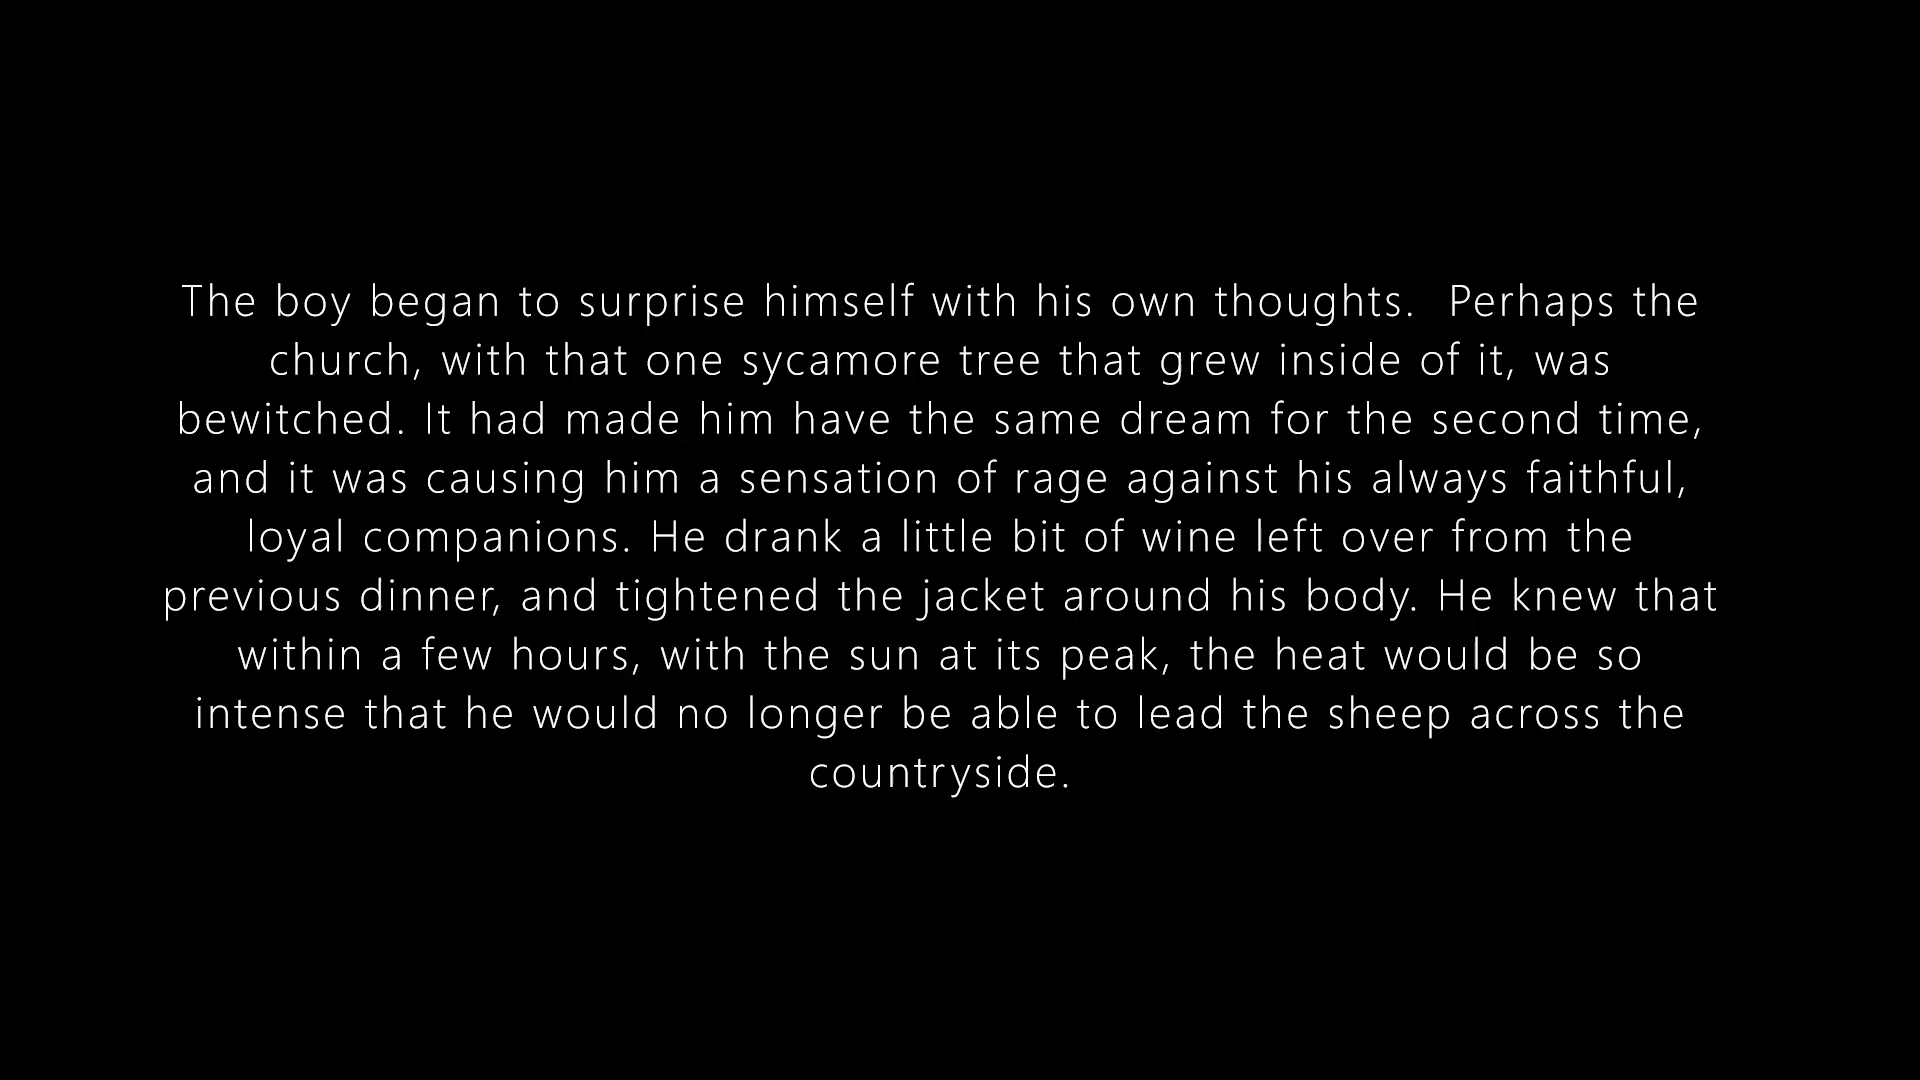 The boy began to surprise himself with his own thoughts.  Perhaps the
church, with that one sycamore tree that grew inside of it, was
bewitched. It had made him have the same dream for the second time,
and it was causing him a sensation of rage against his always faithful,
loyal companions. He drank a little bit of wine left over from the
previous dinner, and tightened the jacket around his body. He knew that
within a few hours, with the sun at its peak, the heat would be so
intense that he would no longer be able to lead the sheep across the
countryside.